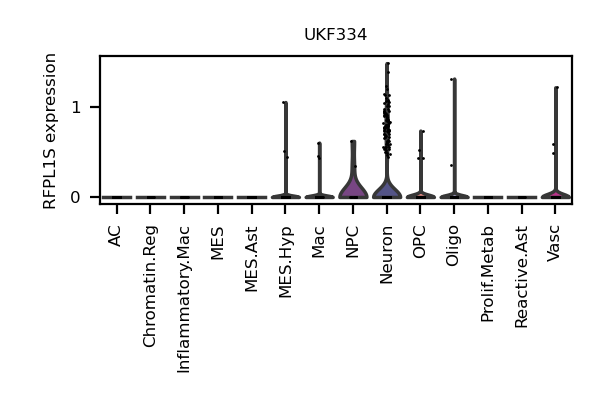 UKF334
RFPL1S expression
1
0
AC
Chromatin.Reg
Inflammatory.Mac
MES
MES.Ast
MES.Hyp
Mac
NPC
Neuron
OPC
Oligo
Prolif.Metab
Reactive.Ast
Vasc